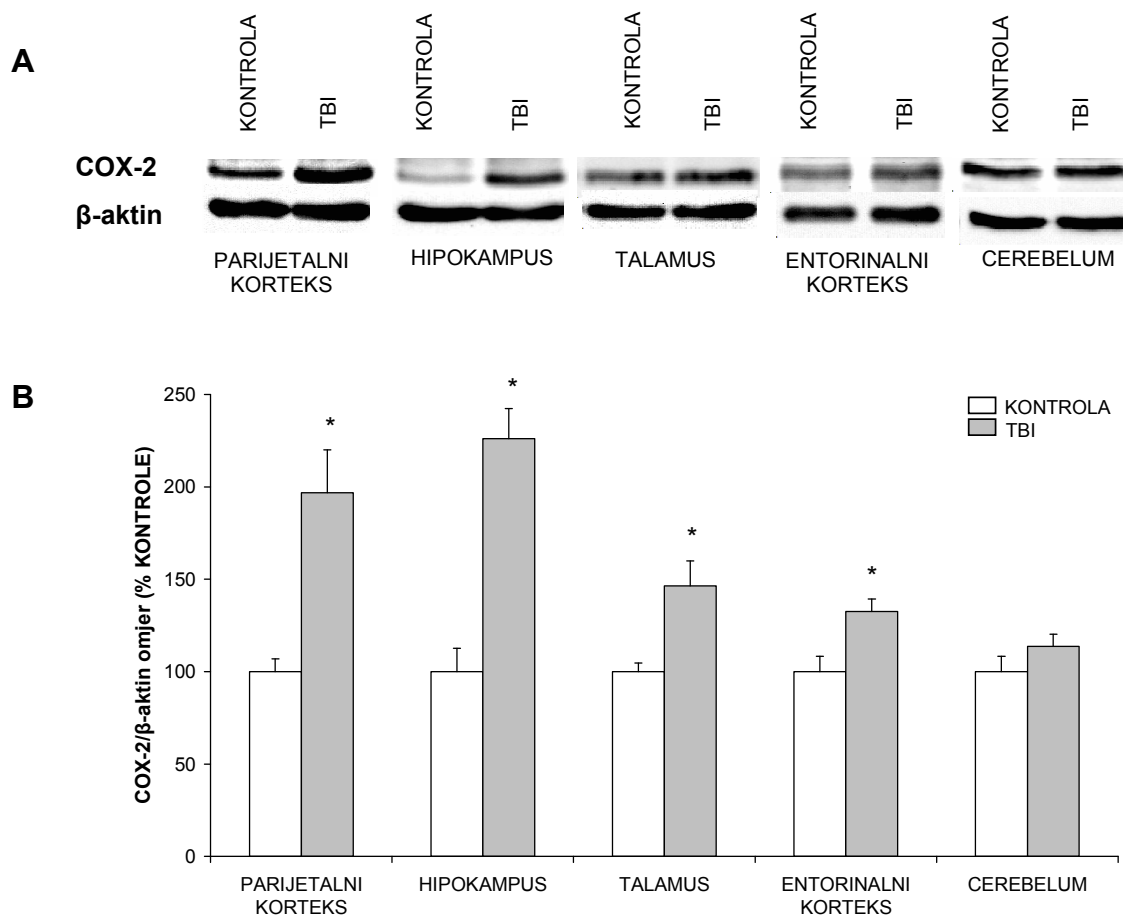 A
KONTROLA
TBI
KONTROLA
TBI
KONTROLA
TBI
KONTROLA
TBI
KONTROLA
TBI
COX-2
β-aktin
PARIJETALNI
KORTEKS
HIPOKAMPUS
TALAMUS
ENTORINALNI
KORTEKS
CEREBELUM
B
COX-2/β-aktin omjer (% KONTROLE)
250
200
150
100
50
0
*
*
*
*
KONTROLA
TBI
PARIJETALNI
KORTEKS
HIPOKAMPUS
TALAMUS
ENTORINALNI
KORTEKS
CEREBELUM